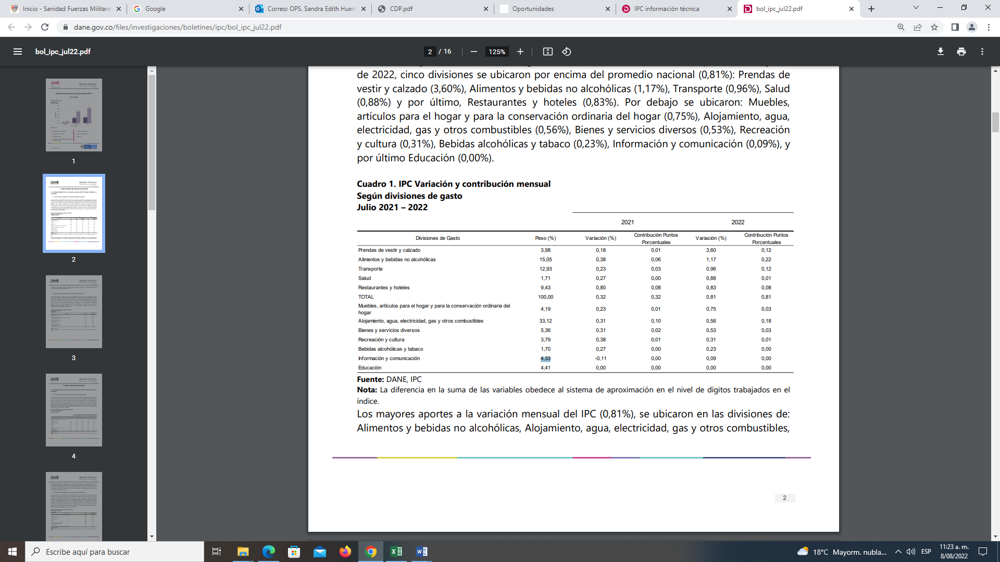 Inicio - Sanidad Fuerzas Militare
Google
Correo: OPS. Sandra Edith Huert
CDP.pdf
Oportunidades
IPC información técnica
bol_ipc_jul22.pdf
dane.gov.co/files/investigaciones/boletines/ipc/bol_ipc_jul22.pdf
bol_ipc_jul22.pdf
2 / 16
125%
de 2022, cinco divisiones se ubicaron por encima del promedio nacional (0,81%): Prendas de
vestir y calzado (3,60%), Alimentos y bebidas no alcohólicas (1,17%), Transporte (0,96%), Salud
(0,88%) y por último, Restaurantes y hoteles (0,83%). Por debajo se ubicaron: Muebles,
artículos para el hogar y para la conservación ordinaria del hogar (0,75%), Alojamiento, agua,
electricidad, gas y otros combustibles (0,56%), Bienes y servicios diversos (0,53%), Recreación
y cultura (0,31%), Bebidas alcohólicas y tabaco (0,23%), Información y comunicación (0,09%), y
por último Educación (0,00%).
Cuadro 1. IPC Variación y contribución mensual
Según divisiones de gasto
Julio 2021 – 2022
2021 2022
Divisiones de Gasto Peso (%) Variación (%) Contribución Puntos Porcentuales Variación (%) Contribución Puntos Porcentuales
Prendas de vestir y calzado 3,98 0,18 0,01 3,60 0,12
Alimentos y bebidas no alcohólicas 15,05 0,38 0,06 1,17 0,22
Transporte 12,93 0,23 0,03 0,96 0,12
Salud 1,71 0,27 0,00 0,88 0,01
Restaurantes y hoteles 9,43 0,80 0,08 0,83 0,08
TOTAL 100,00 0,32 0,32 0,81 0,81
Muebles, artículos para el hogar y para la conservación ordinaria del
hogar 4,19 0,23 0,01 0,75 0,03
Alojamiento, agua, electricidad, gas y otros combustibles 33,12 0,31 0,10 0,56 0,18
Bienes y servicios diversos 5,36 0,31 0,02 0,53 0,03
Recreación y cultura 3,79 0,38 0,01 0,31 0,01
Bebidas alcohólicas y tabaco 1,70 0,27 0,00 0,23 0,00
Información y comunicación 4,33 -0,11 0,00 0,09 0,00
Educación 4,41 0,00 0,00 0,00 0,00
Fuente: DANE, IPC
Nota: La diferencia en la suma de las variables obedece al sistema de aproximación en el nivel de dígitos trabajados en el
índice.
Los mayores aportes a la variación mensual del IPC (0,81%), se ubicaron en las divisiones de:
Alimentos y bebidas no alcohólicas, Alojamiento, agua, electricidad, gas y otros combustibles,
2
1
2
3
4
Escribe aquí para buscar
18°C Mayorm. nubla...
ESP
11:23 a. m.
8/08/2022